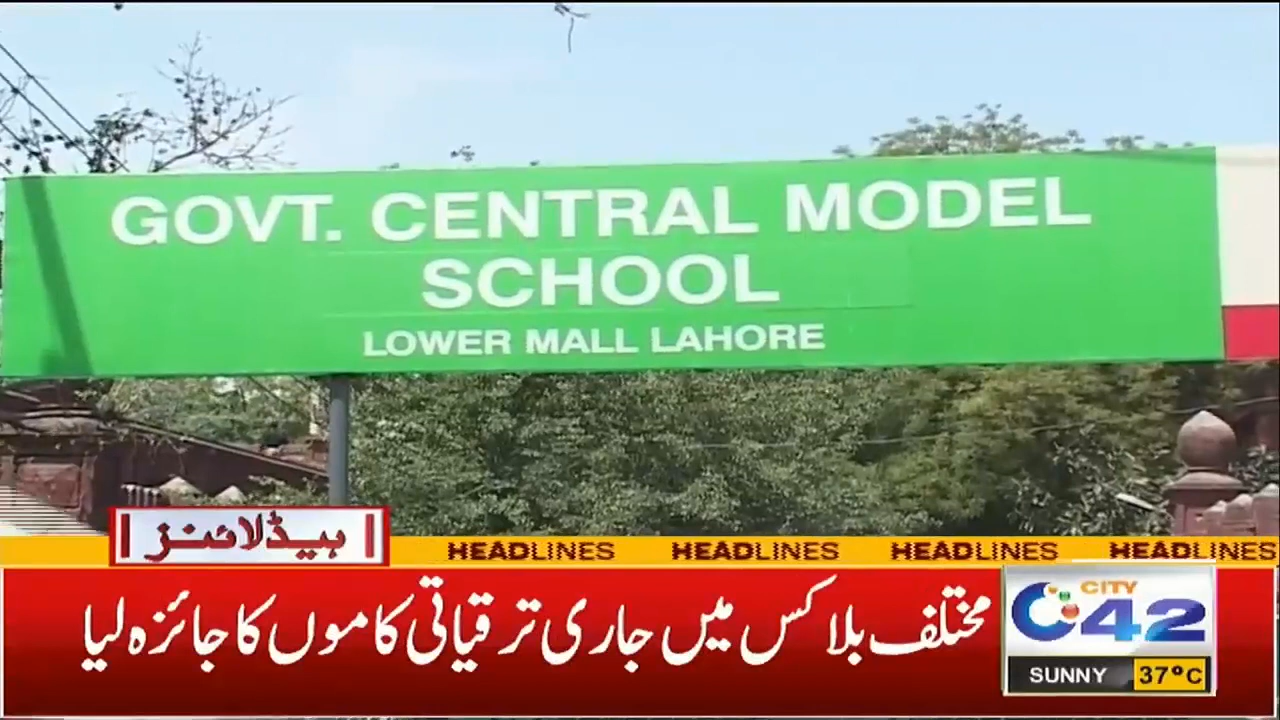 GOVT. CENTRAL MODEL
SCHOOL
LOWER MALL LAHORE
ہیڈلائنز
HEADLINES HEADLINES HEADLINES HEADLINES
مختلف بلاکس میں جاری ترقیاتی کاموں کا جائزہ لیا
CITY
42
SUNNY 37°C